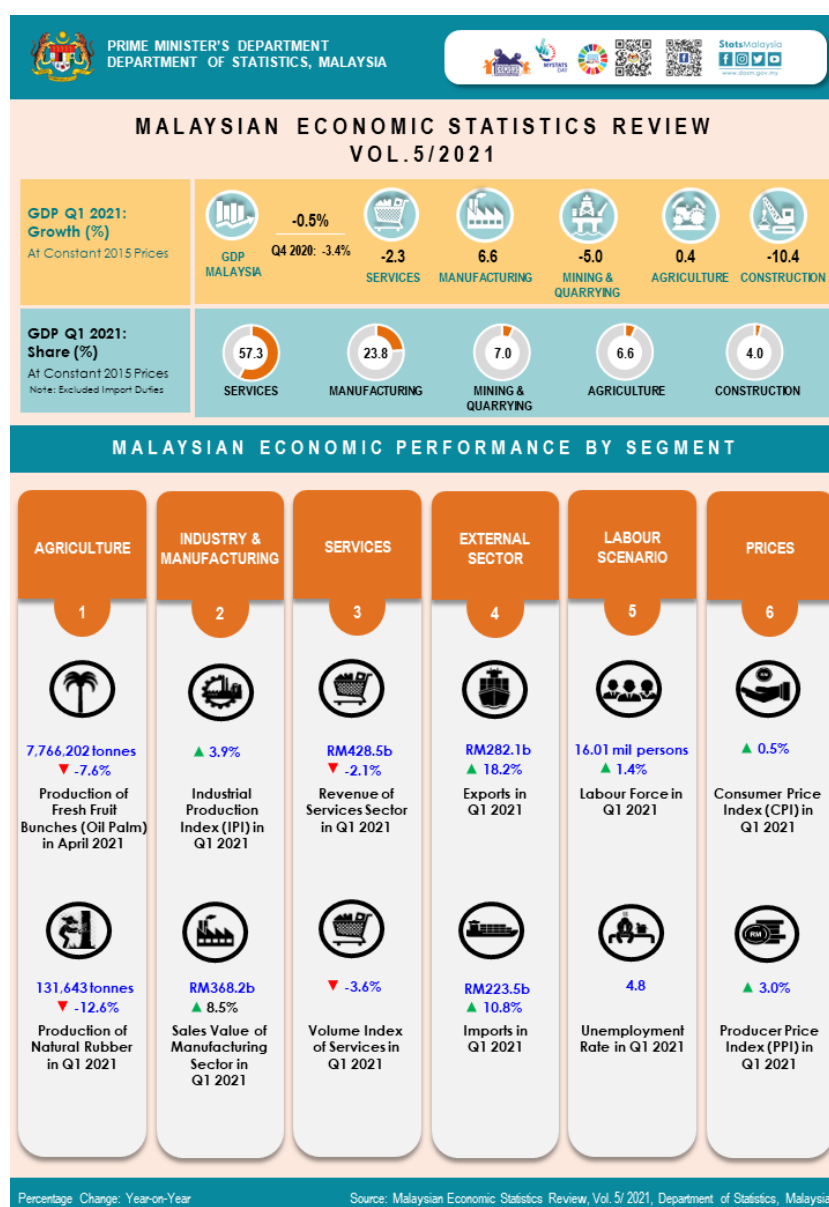 PRIME MINISTER'S DEPARTMENT
DEPARTMENT OF STATISTICS, MALAYSIA
MYSTATS
DAY
StatsMalaysia
www.dosm.gov.my
MALAYSIAN ECONOMIC STATISTICS REVIEW
VOL.5/2021
GDP Q1 2021:
Growth (%)
At Constant 2015 Prices
GDP
MALAYSIA
-0.5%
Q4 2020: -3.4%
-2.3
SERVICES
6.6
MANUFACTURING
-5.0
MINING &
QUARRYING
0.4
AGRICULTURE
-10.4
CONSTRUCTION
GDP Q1 2021:
Share (%)
At Constant 2015 Prices
Note: Excluded Import Duties
57.3
SERVICES
23.8
MANUFACTURING
7.0
MINING &
QUARRYING
6.6
AGRICULTURE
4.0
CONSTRUCTION
MALAYSIAN ECONOMIC PERFORMANCE BY SEGMENT
AGRICULTURE
1
7,766,202 tonnes
▼ -7.6%
Production of
Fresh Fruit
Bunches (Oil Palm)
in April 2021
131,643 tonnes
▼ -12.6%
Production of
Natural Rubber
in Q1 2021
INDUSTRY &
MANUFACTURING
2
▲ 3.9%
Industrial
Production
Index (IPI) in
Q1 2021
RM368.2b
▲ 8.5%
Sales Value of
Manufacturing
Sector in
Q1 2021
SERVICES
3
RM428.5b
▼ -2.1%
Revenue of
Services Sector
in Q1 2021
▼ -3.6%
Volume Index
of Services in
Q1 2021
EXTERNAL
SECTOR
4
RM282.1b
▲ 18.2%
Exports in
Q1 2021
RM223.5b
▲ 10.8%
Imports in
Q1 2021
LABOUR
SCENARIO
5
16.01 mil persons
▲ 1.4%
Labour Force in
Q1 2021
4.8
Unemployment
Rate in Q1 2021
PRICES
6
▲ 0.5%
Consumer Price
Index (CPI) in
Q1 2021
RM
▲ 3.0%
Producer Price
Index (PPI) in
Q1 2021
Percentage Change: Year-on-Year
Source: Malaysian Economic Statistics Review, Vol. 5/ 2021, Department of Statistics, Malaysia